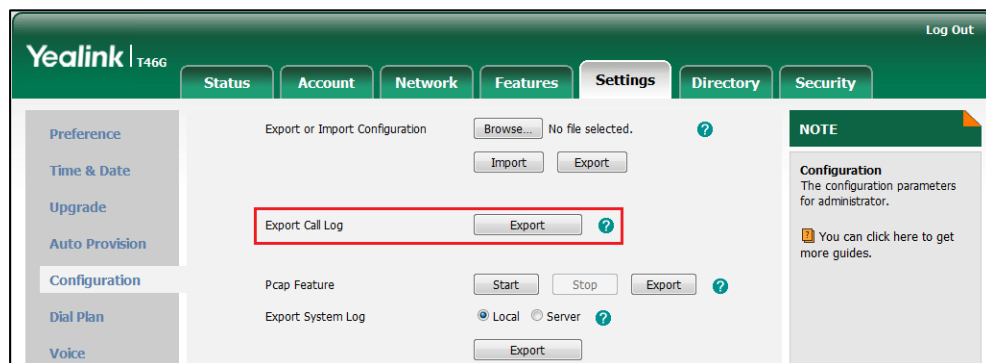 Log Out
Yealink | T46G
Status Account Network Features Settings Directory Security
Preference
Time & Date
Upgrade
Auto Provision
Configuration
Dial Plan
Voice
Export or Import Configuration Browse... No file selected. ?
Import Export
Export Call Log Export ?
Pcap Feature Start Stop Export ?
Export System Log Local Server ?
Export
NOTE
Configuration
The configuration parameters
for administrator.
? You can click here to get
more guides.